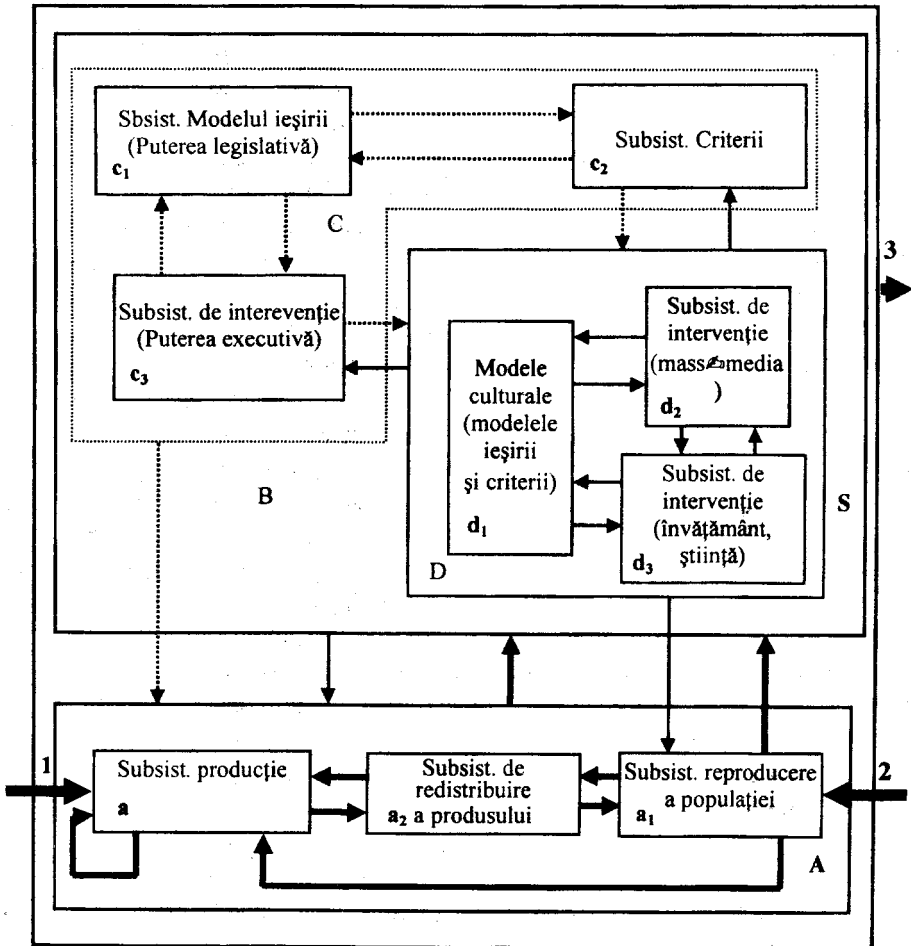 Sbsist. Modelul ieşirii
(Puterea legislativă)
c1
Subsist. Criterii
c2
C
3
Subsist. de interevenţie
(Puterea executivă)
c3
Subsist. de
intervenţie
(mass✍media
)
d2
Modele
culturale
(modelele
ieşirii
şi criterii)
d1
Subsist. de
intervenţie
(învăţământ,
ştiinţă)
d3
B
S
D
1
Subsist. producţie
a
Subsist. de
redistribuire
a2 a produsului
Subsist. reproducere
a populaţiei
a1
2
A